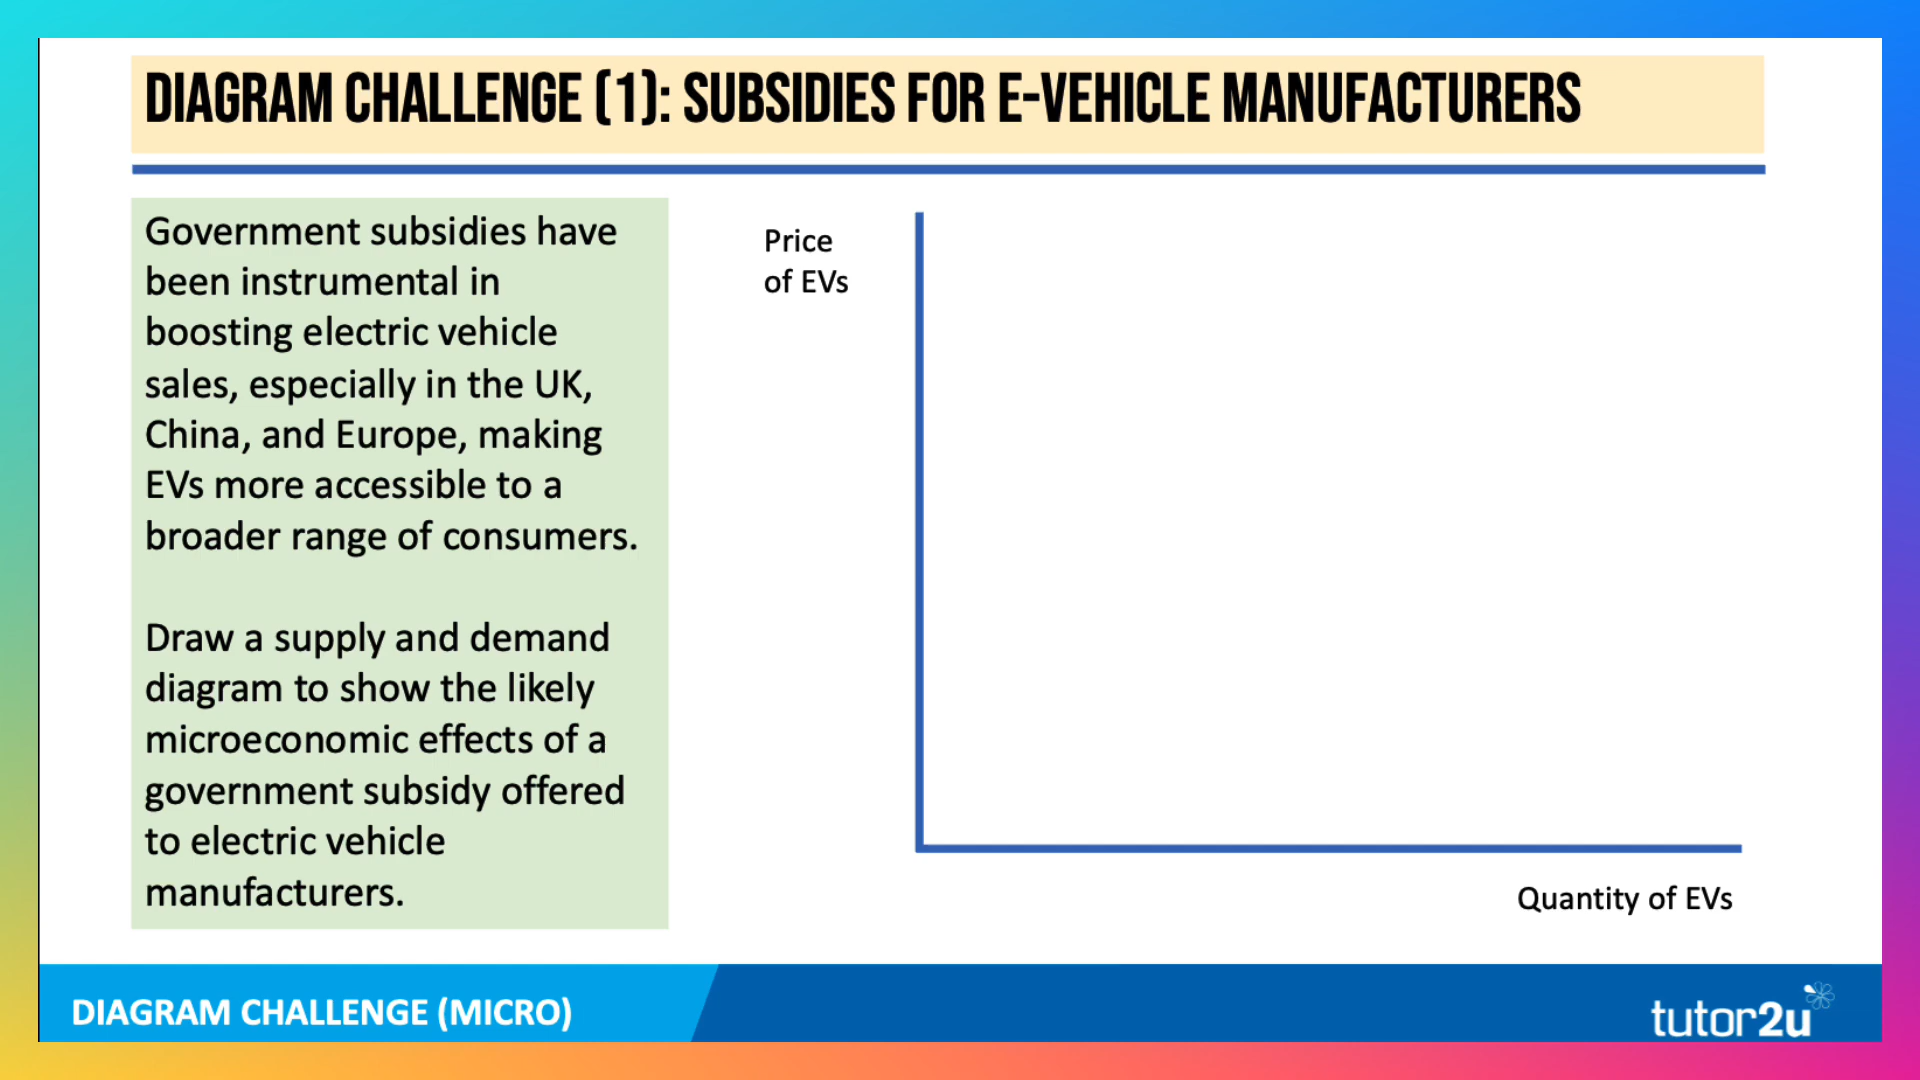 DIAGRAM CHALLENGE (1): SUBSIDIES FOR E-VEHICLE MANUFACTURERS
Government subsidies have
been instrumental in
boosting electric vehicle
sales, especially in the UK,
China, and Europe, making
EVs more accessible to a
broader range of consumers.
Draw a supply and demand
diagram to show the likely
microeconomic effects of a
government subsidy offered
to electric vehicle
manufacturers.
Price
of EVs
Quantity of EVs
DIAGRAM CHALLENGE (MICRO)
tutor2u